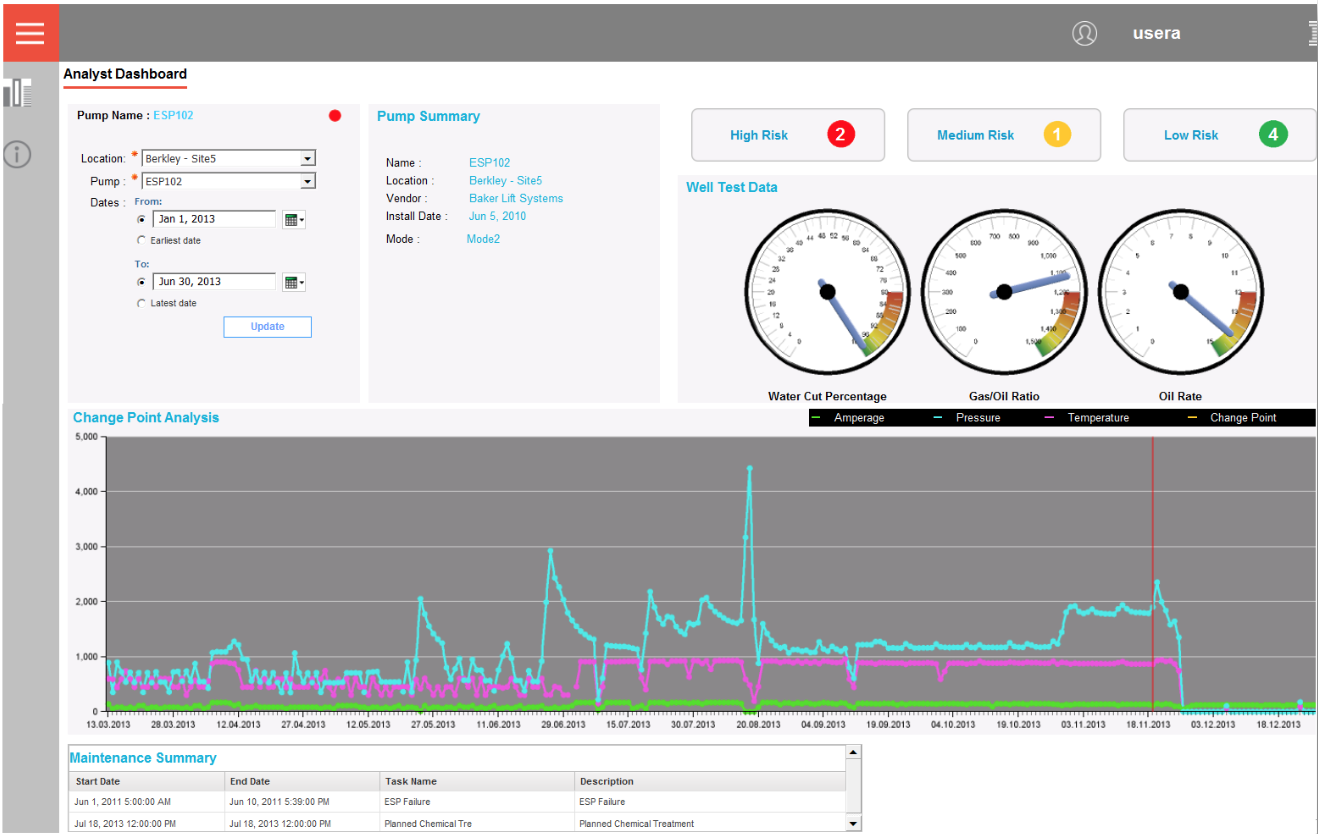 usera
Analyst Dashboard
Pump Name : ESP102
Location: * Berkley - Site5
Pump : * ESP102
Dates : From:
Jan 1, 2013
Earliest date
To:
Jun 30, 2013
Latest date
Update
Pump Summary
Name : ESP102
Location : Berkley - Site5
Vendor : Baker Lift Systems
Install Date : Jun 5, 2010
Mode : Mode2
High Risk 2
Medium Risk 1
Low Risk 4
Well Test Data
Water Cut Percentage
Gas/Oil Ratio
Oil Rate
Change Point Analysis
Amperage Pressure Temperature Change Point
5,000
4,000
3,000
2,000
1,000
0
13.03.2013 28.03.2013 12.04.2013 27.04.2013 12.05.2013 27.05.2013 11.06.2013 29.06.2013 15.07.2013 30.07.2013 20.08.2013 04.09.2013 19.09.2013 04.10.2013 19.10.2013 03.11.2013 18.11.2013 03.12.2013 18.12.2013
Maintenance Summary
Start Date End Date Task Name Description
Jun 1, 2011 5:00:00 AM Jun 10, 2011 5:39:00 PM ESP Failure ESP Failure
Jul 18, 2013 12:00:00 PM Jul 18, 2013 12:00:00 PM Planned Chemical Tre Planned Chemical Treatment